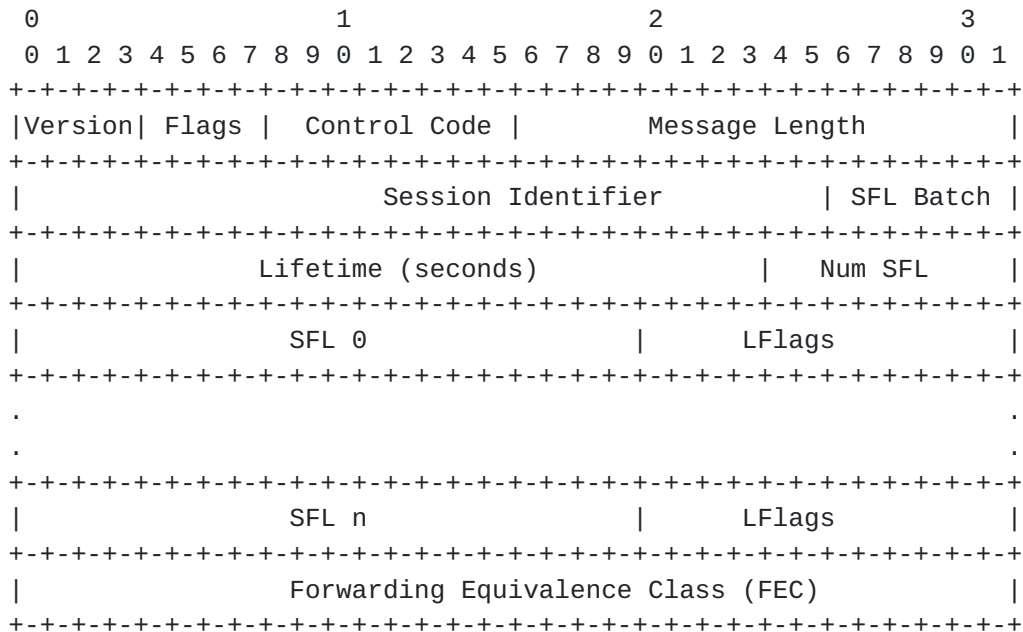 0                   1                   2                   3
 0 1 2 3 4 5 6 7 8 9 0 1 2 3 4 5 6 7 8 9 0 1 2 3 4 5 6 7 8 9 0 1
+-+-+-+-+-+-+-+-+-+-+-+-+-+-+-+-+-+-+-+-+-+-+-+-+-+-+-+-+-+-+-+-+
|Version| Flags |  Control Code |        Message Length         |
+-+-+-+-+-+-+-+-+-+-+-+-+-+-+-+-+-+-+-+-+-+-+-+-+-+-+-+-+-+-+-+-+
|                       Session Identifier          | SFL Batch |
+-+-+-+-+-+-+-+-+-+-+-+-+-+-+-+-+-+-+-+-+-+-+-+-+-+-+-+-+-+-+-+-+
|               Lifetime (seconds)              |   Num SFL     |
+-+-+-+-+-+-+-+-+-+-+-+-+-+-+-+-+-+-+-+-+-+-+-+-+-+-+-+-+-+-+-+-+
|                 SFL 0                 |      LFlags           |
+-+-+-+-+-+-+-+-+-+-+-+-+-+-+-+-+-+-+-+-+-+-+-+-+-+-+-+-+-+-+-+-+
.                                                               .
.                                                               .
+-+-+-+-+-+-+-+-+-+-+-+-+-+-+-+-+-+-+-+-+-+-+-+-+-+-+-+-+-+-+-+-+
|                 SFL n                 |      LFlags           |
+-+-+-+-+-+-+-+-+-+-+-+-+-+-+-+-+-+-+-+-+-+-+-+-+-+-+-+-+-+-+-+-+
|                 Forwarding Equivalence Class (FEC)            |
+-+-+-+-+-+-+-+-+-+-+-+-+-+-+-+-+-+-+-+-+-+-+-+-+-+-+-+-+-+-+-+-+